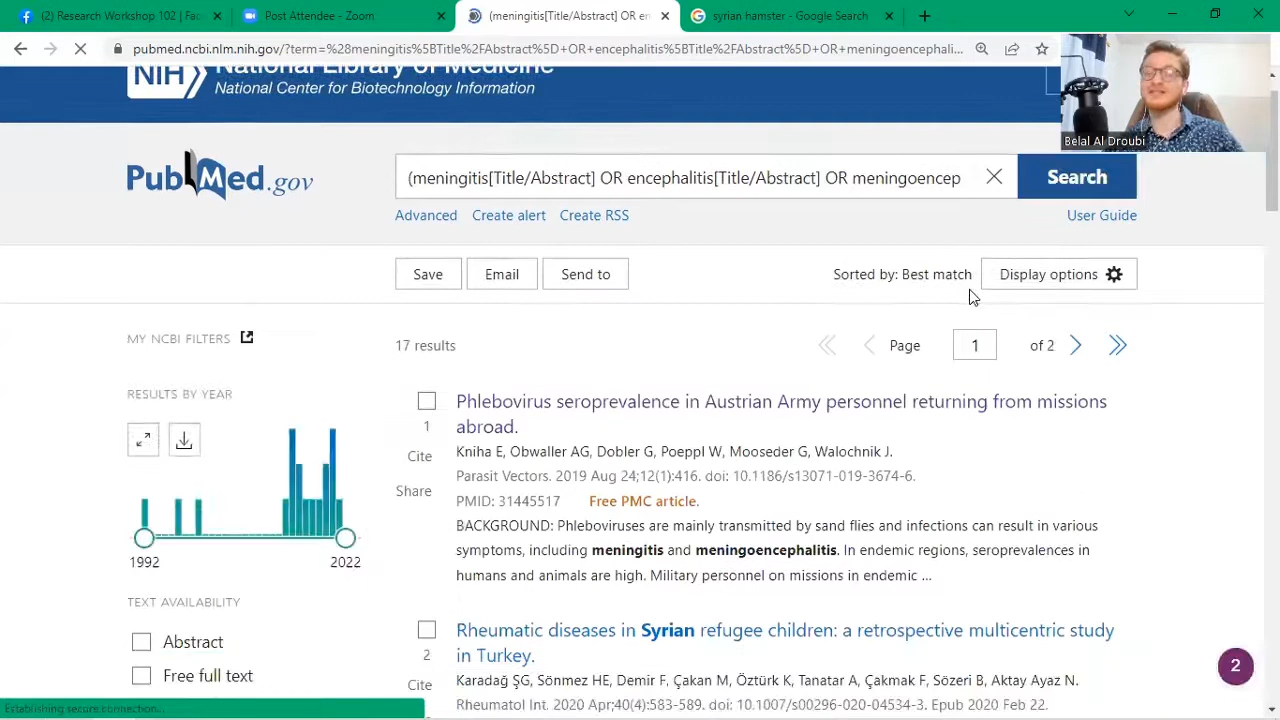 (2) Research Workshop 102 | Fac
Post Attendee - Zoom
(meningitis[Title/Abstract] OR en
syrian hamster - Google Search
pubmed.ncbi.nlm.nih.gov/?term=%28meningitis%5BTitle%2FAbstract%5D+OR+encephalitis%5BTitle%2FAbstract%5D+OR+meningoencephali...
NIH National Library of Medicine
National Center for Biotechnology Information
Belal Al Droubi
PubMed.gov
(meningitis[Title/Abstract] OR encephalitis[Title/Abstract] OR meningoencep
Search
Advanced Create alert Create RSS
User Guide
Save Email Send to
Sorted by: Best match Display options
MY NCBI FILTERS
17 results
Page 1 of 2
RESULTS BY YEAR
1992 2022
TEXT AVAILABILITY
Abstract
Free full text
1
Cite
Share
Phlebovirus seroprevalence in Austrian Army personnel returning from missions
abroad.
Kniha E, Obwaller AG, Dobler G, Poeppl W, Mooseder G, Walochnik J.
Parasit Vectors. 2019 Aug 24;12(1):416. doi: 10.1186/s13071-019-3674-6.
PMID: 31445517 Free PMC article.
BACKGROUND: Phleboviruses are mainly transmitted by sand flies and infections can result in various
symptoms, including meningitis and meningoencephalitis. In endemic regions, seroprevalences in
humans and animals are high. Military personnel on missions in endemic ...
2
Cite
Rheumatic diseases in Syrian refugee children: a retrospective multicentric study
in Turkey.
Karadağ ŞG, Sönmez HE, Demir F, Çakan M, Öztürk K, Tanatar A, Çakmak F, Sözeri B, Aktay Ayaz N.
Rheumatol Int. 2020 Apr;40(4):583-589. doi: 10.1007/s00296-020-04534-3. Epub 2020 Feb 22.
2
Establishing secure connection...